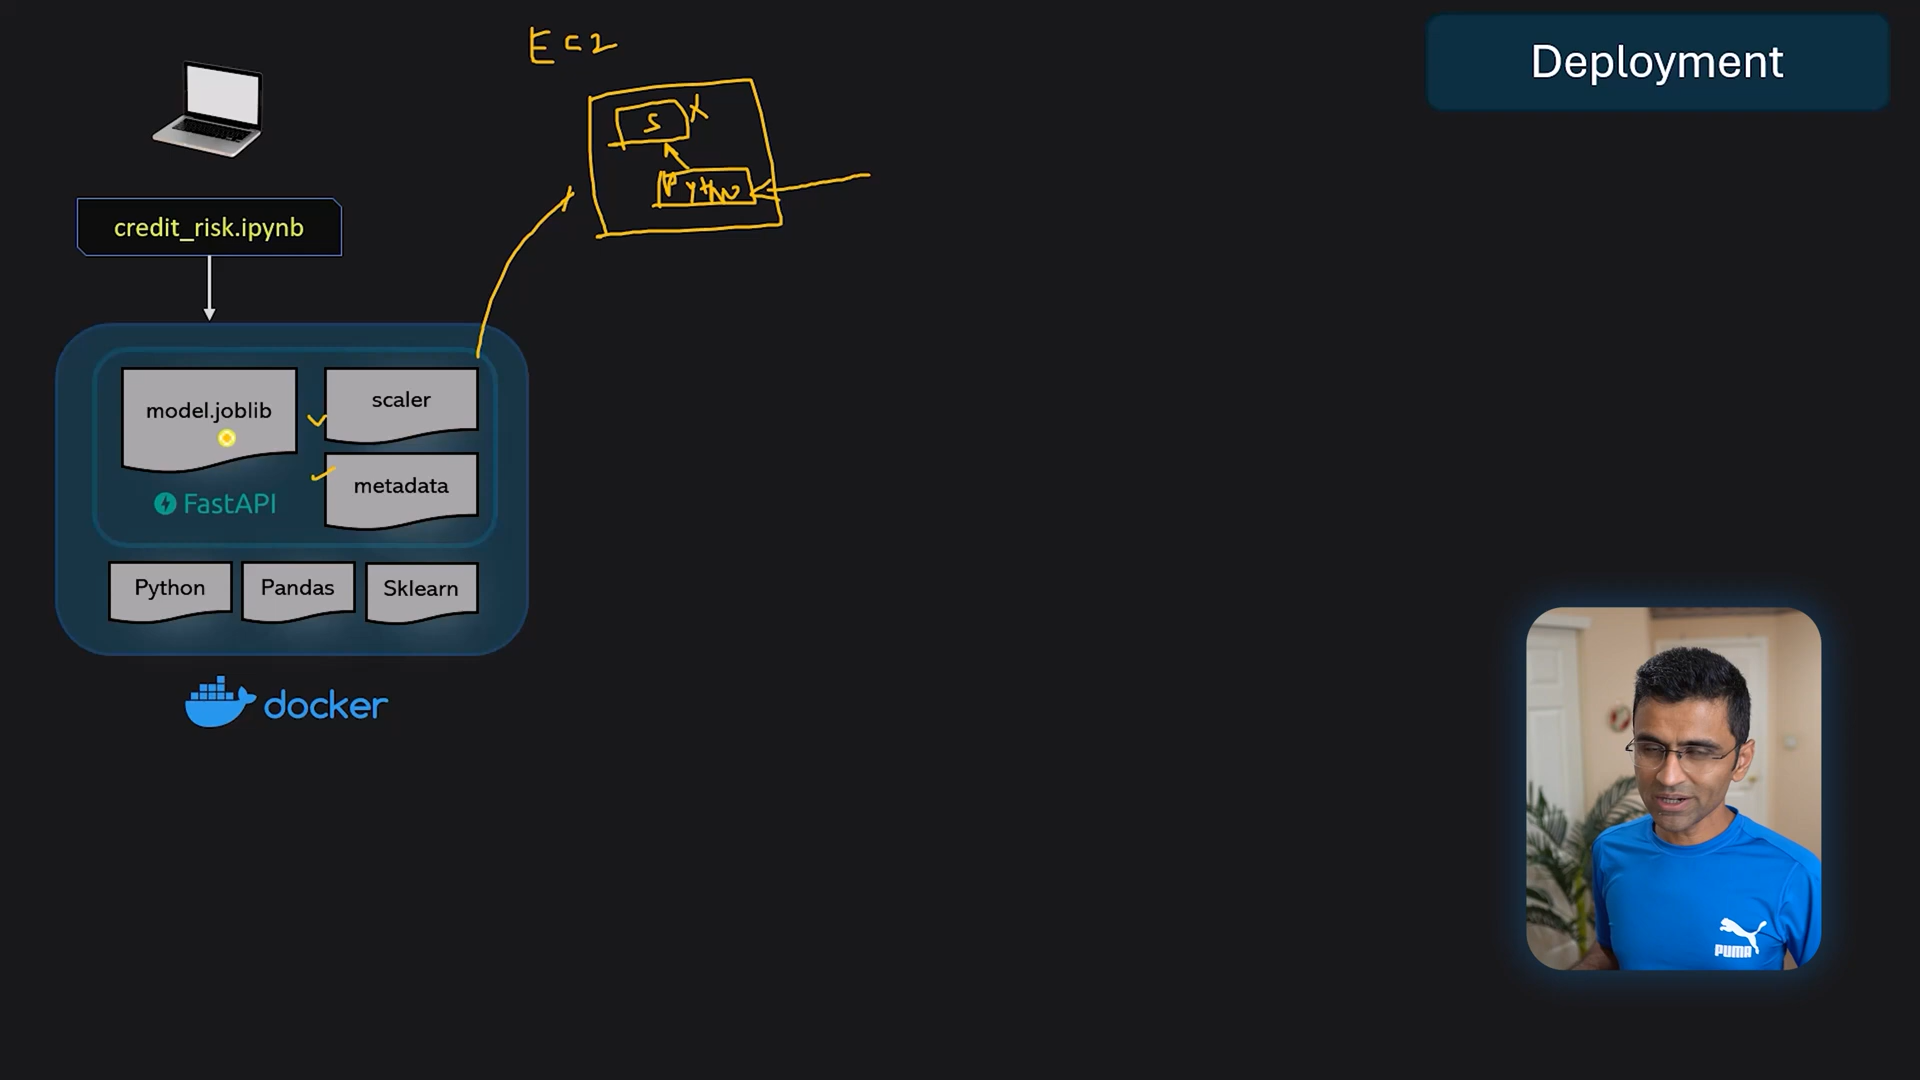 EC2
Deployment
S X
Python
credit_risk.ipynb
model.joblib
scaler
metadata
FastAPI
Python
Pandas
Sklearn
docker
PUMA